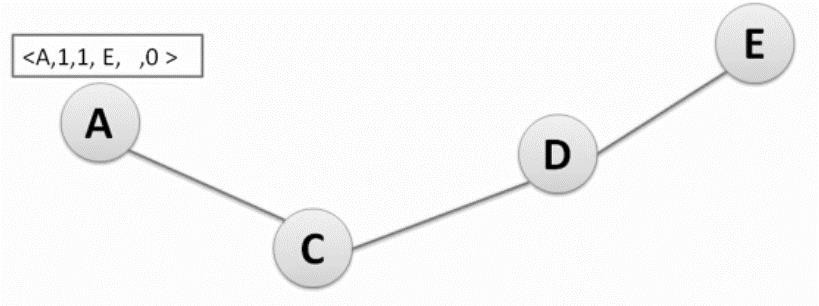 E
<A,1,1, E,   ,0 >
A
D
C